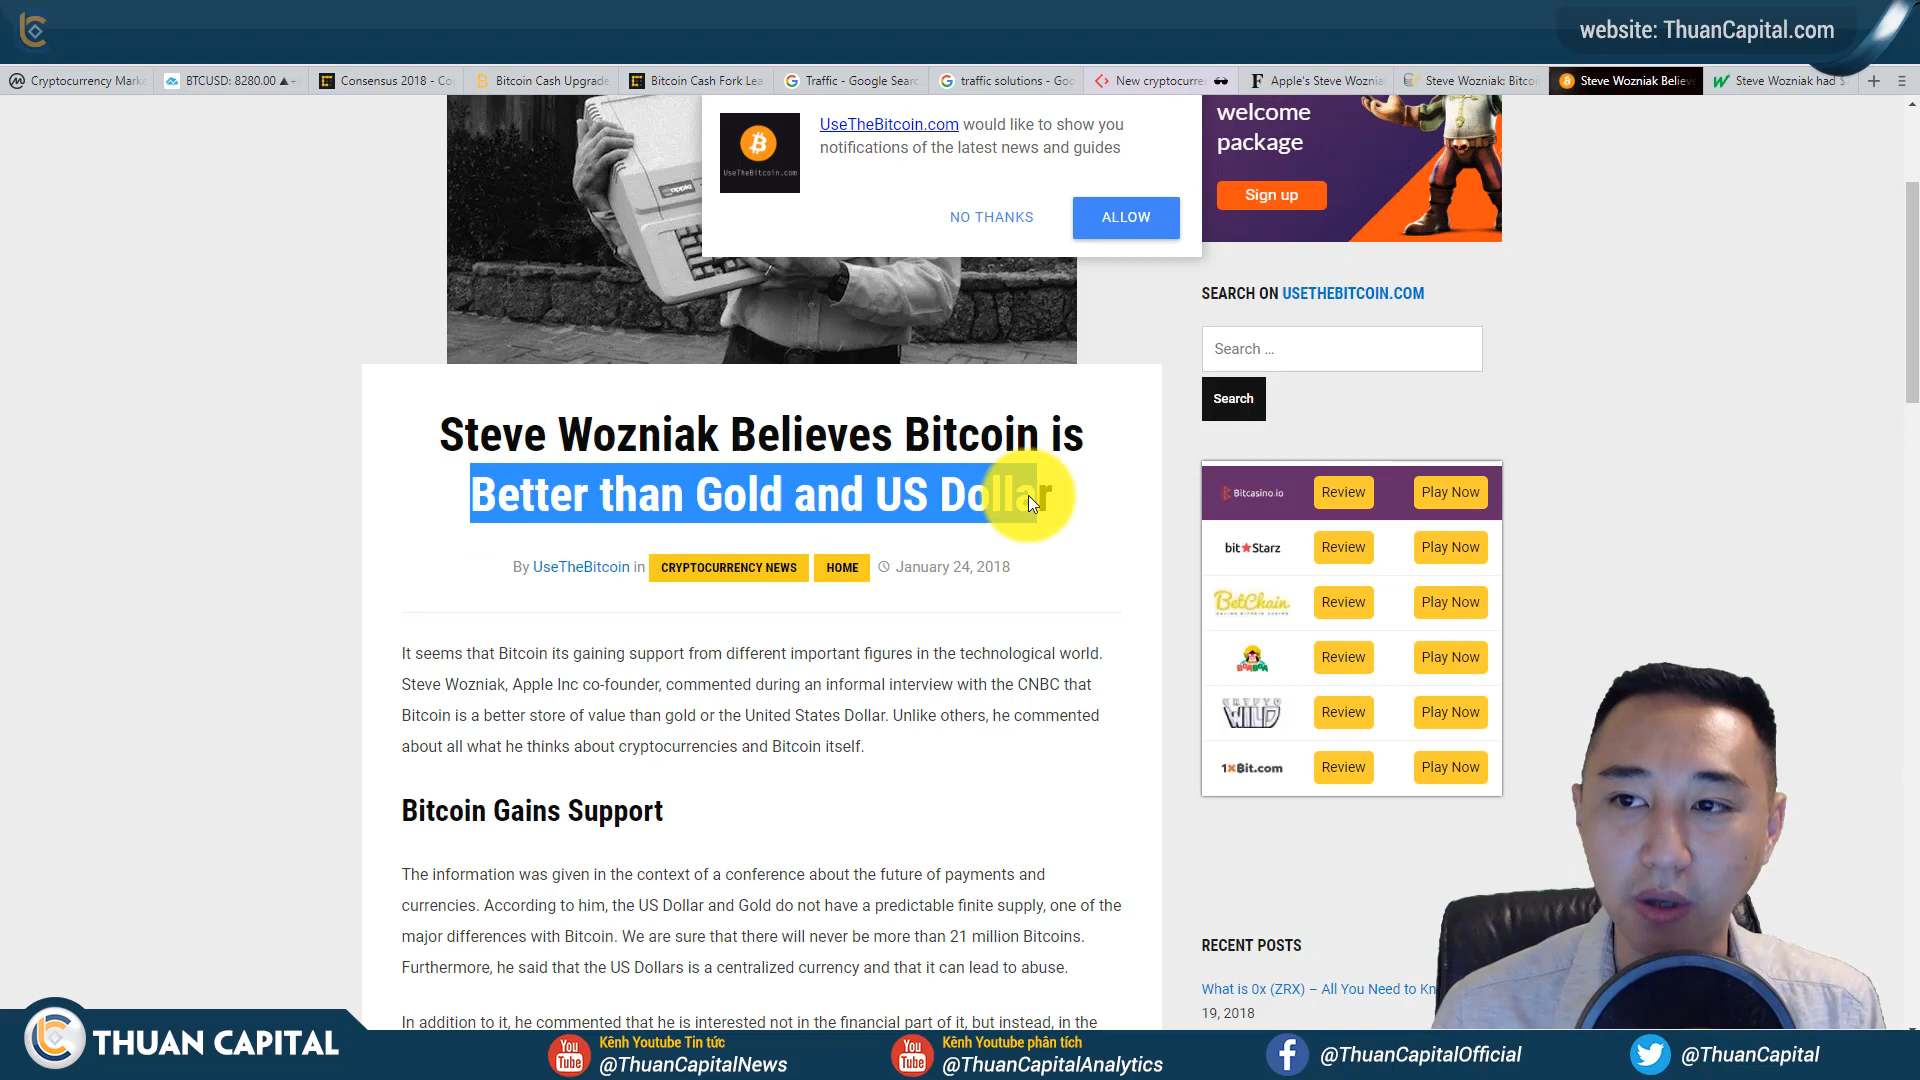 website: ThuanCapital.com
Cryptocurrency Mark
BTCUSD: 8280.00 ▲
Consensus 2018 - Co
Bitcoin Cash Upgrade
Bitcoin Cash Fork Lea
Traffic - Google Searc
traffic solutions - Goo
New cryptocurre
Apple's Steve Woznia
Steve Wozniak: Bitco
Steve Wozniak Believ
Steve Wozniak had $
UseTheBitcoin.com
UseTheBitcoin.com would like to show you
notifications of the latest news and guides
NO THANKS
ALLOW
welcome
package
Sign up
SEARCH ON USETHEBITCOIN.COM
Search …
Search
Steve Wozniak Believes Bitcoin is
Better than Gold and US Dollar
By UseTheBitcoin in CRYPTOCURRENCY NEWS HOME January 24, 2018
It seems that Bitcoin its gaining support from different important figures in the technological world.
Steve Wozniak, Apple Inc co-founder, commented during an informal interview with the CNBC that
Bitcoin is a better store of value than gold or the United States Dollar. Unlike others, he commented
about all what he thinks about cryptocurrencies and Bitcoin itself.
Bitcoin Gains Support
The information was given in the context of a conference about the future of payments and
currencies. According to him, the US Dollar and Gold do not have a predictable finite supply, one of the
major differences with Bitcoin. We are sure that there will never be more than 21 million Bitcoins.
Furthermore, he said that the US Dollars is a centralized currency and that it can lead to abuse.
In addition to it, he commented that he is interested not in the financial part of it, but instead, in the
Bitcasino.io Review Play Now
bitstarz Review Play Now
BetChain Review Play Now
BOABOA Review Play Now
CRYPTO WILD Review Play Now
1XBit.com Review Play Now
RECENT POSTS
What is 0x (ZRX) – All You Need to Kn
19, 2018
THUAN CAPITAL
You Tube
Kênh Youtube Tin tức
@ThuanCapitalNews
You Tube
Kênh Youtube phân tích
@ThuanCapitalAnalytics
@ThuanCapitalOfficial
@ThuanCapital